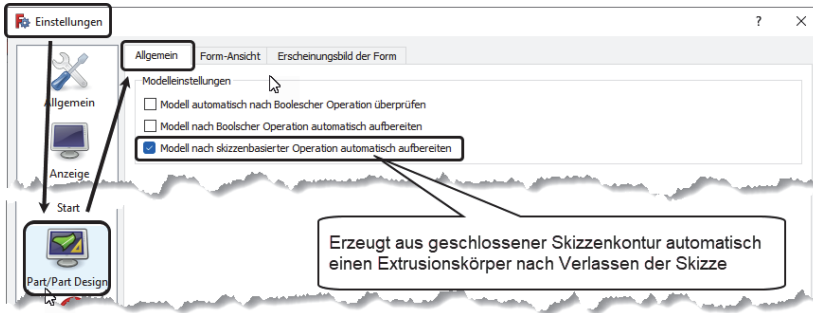 Einstellungen
? ×
Allgemein Form-Ansicht Erscheinungsbild der Form
Modelleinstellungen
Allgemein
Modell automatisch nach Boolescher Operation überprüfen
Modell nach Boolscher Operation automatisch aufbereiten
Modell nach skizzenbasierter Operation automatisch aufbereiten
Anzeige
Start
Part/Part Design
Erzeugt aus geschlossener Skizzenkontur automatisch
einen Extrusionskörper nach Verlassen der Skizze